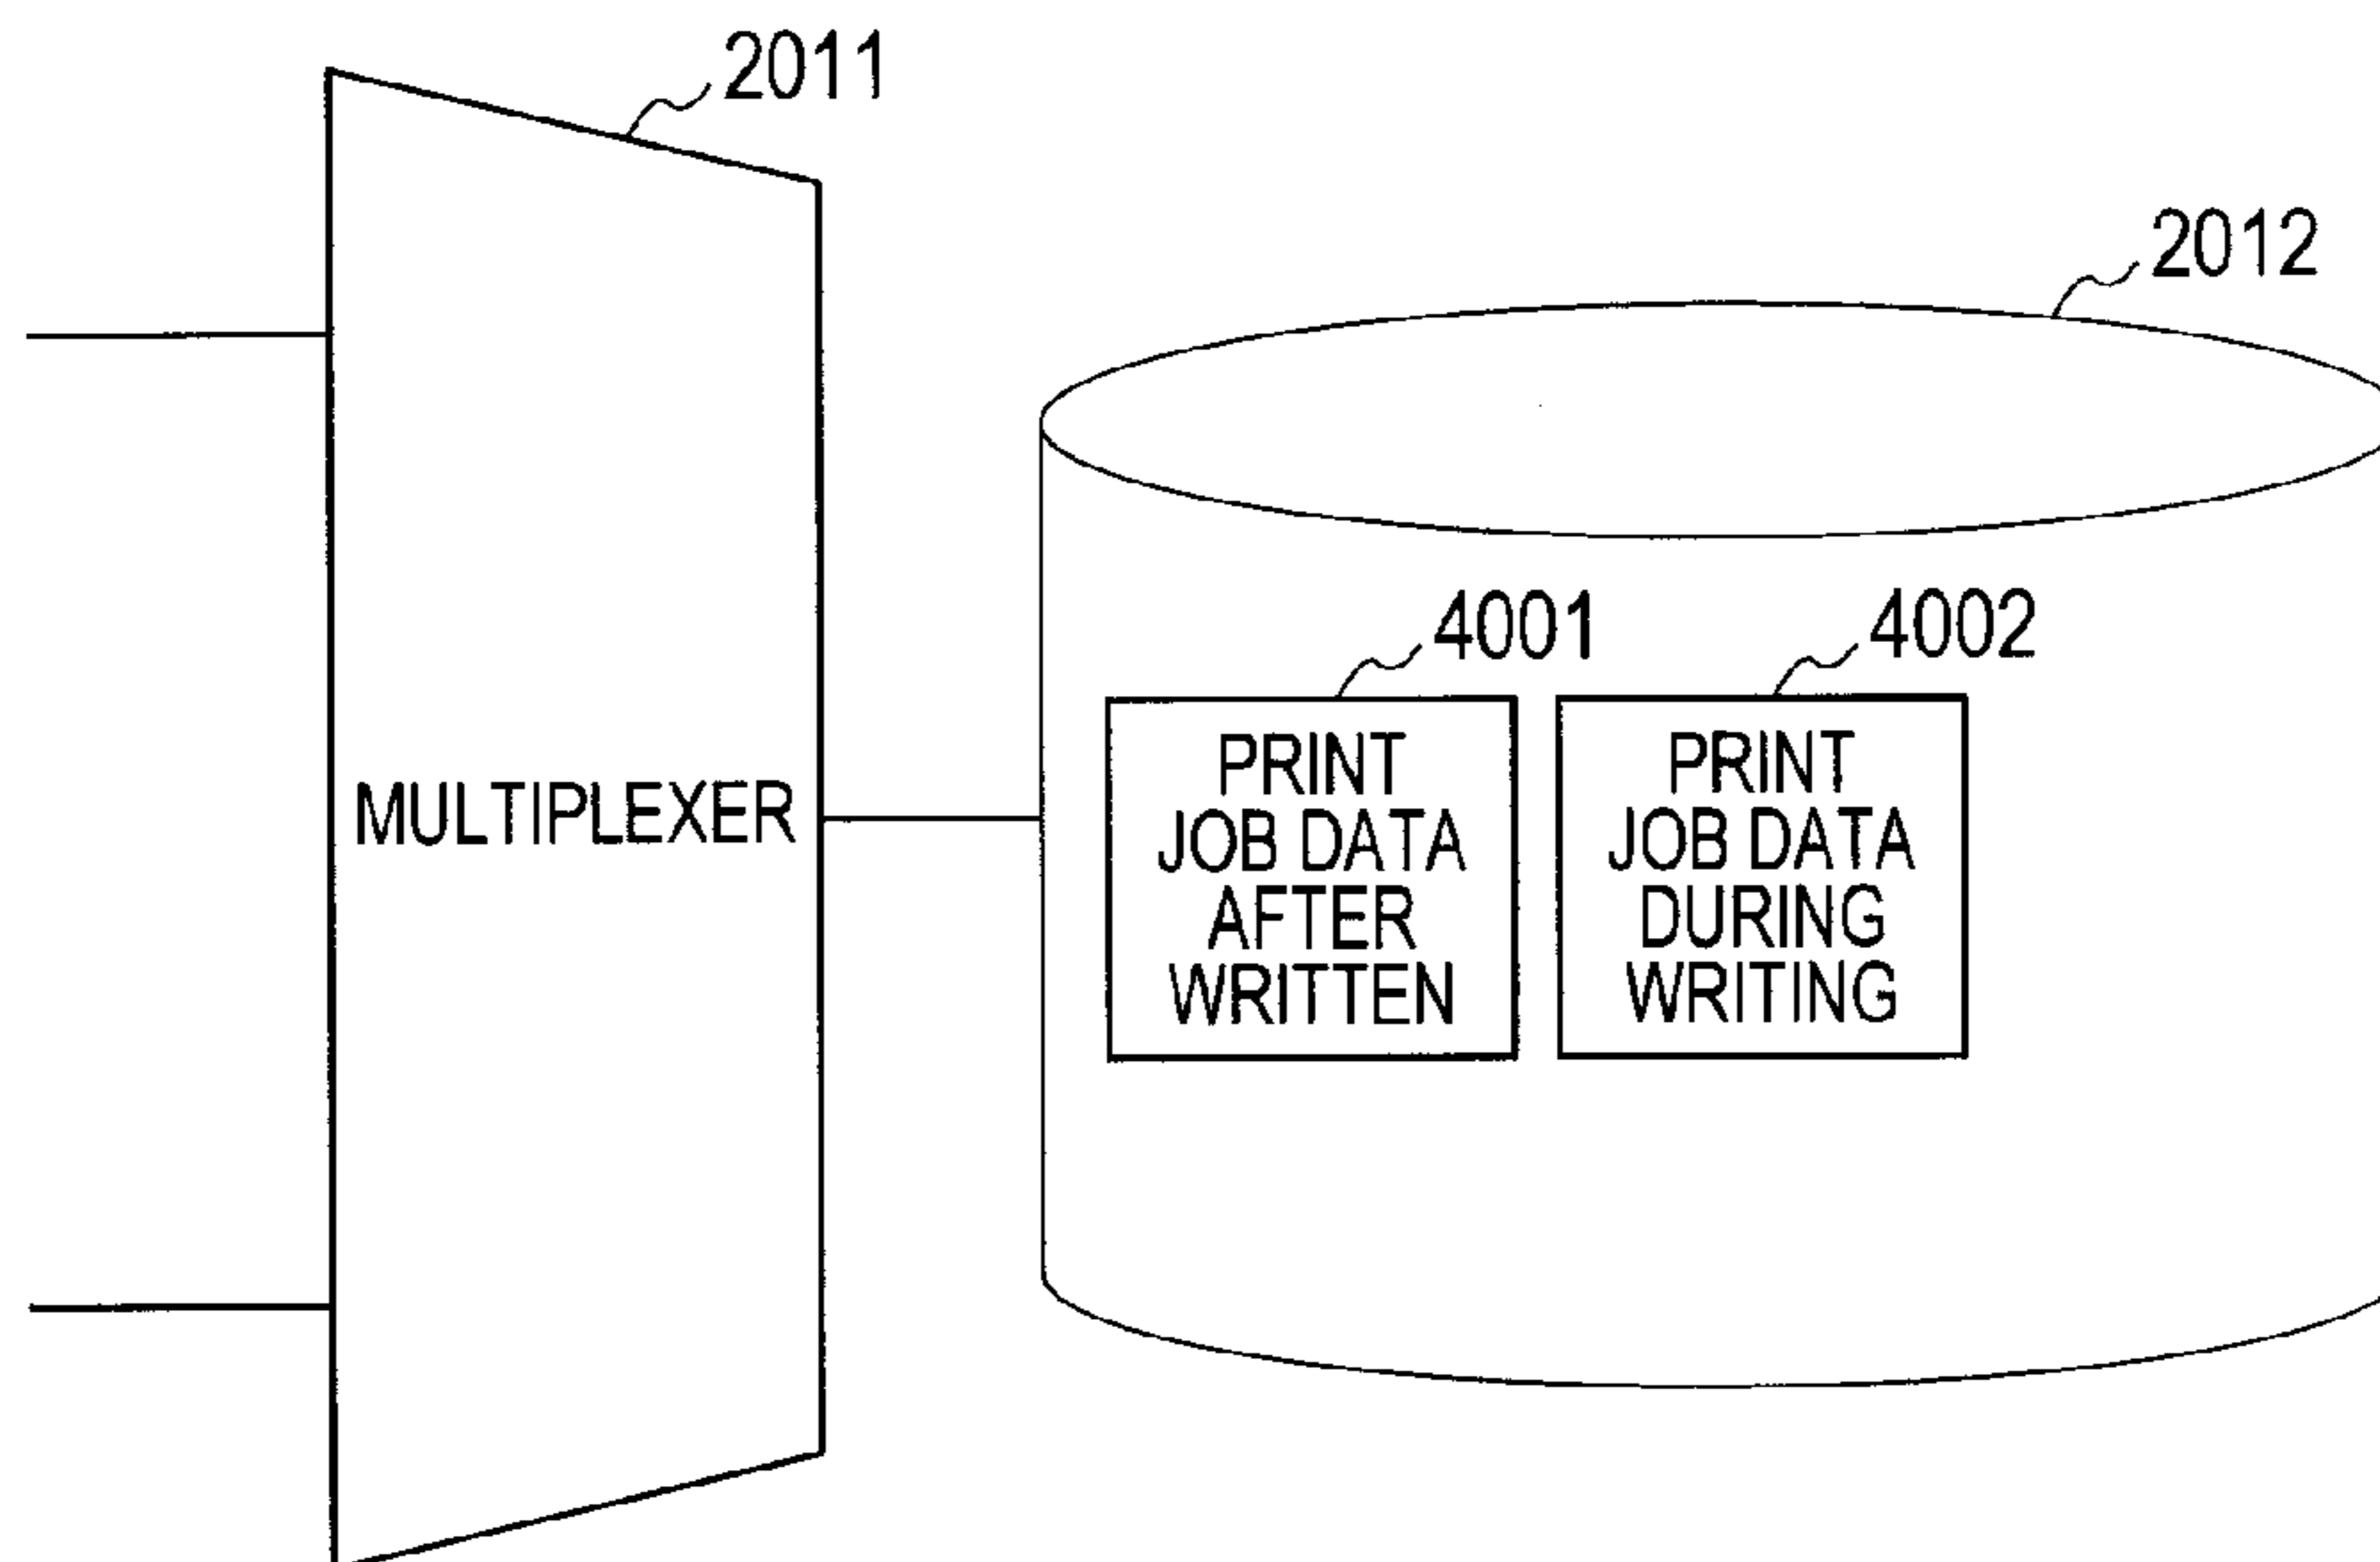 2011
2012
4001
4002
MULTIPLEXER
PRINT
JOB DATA
AFTER
WRITTEN
PRINT
JOB DATA
DURING
WRITING